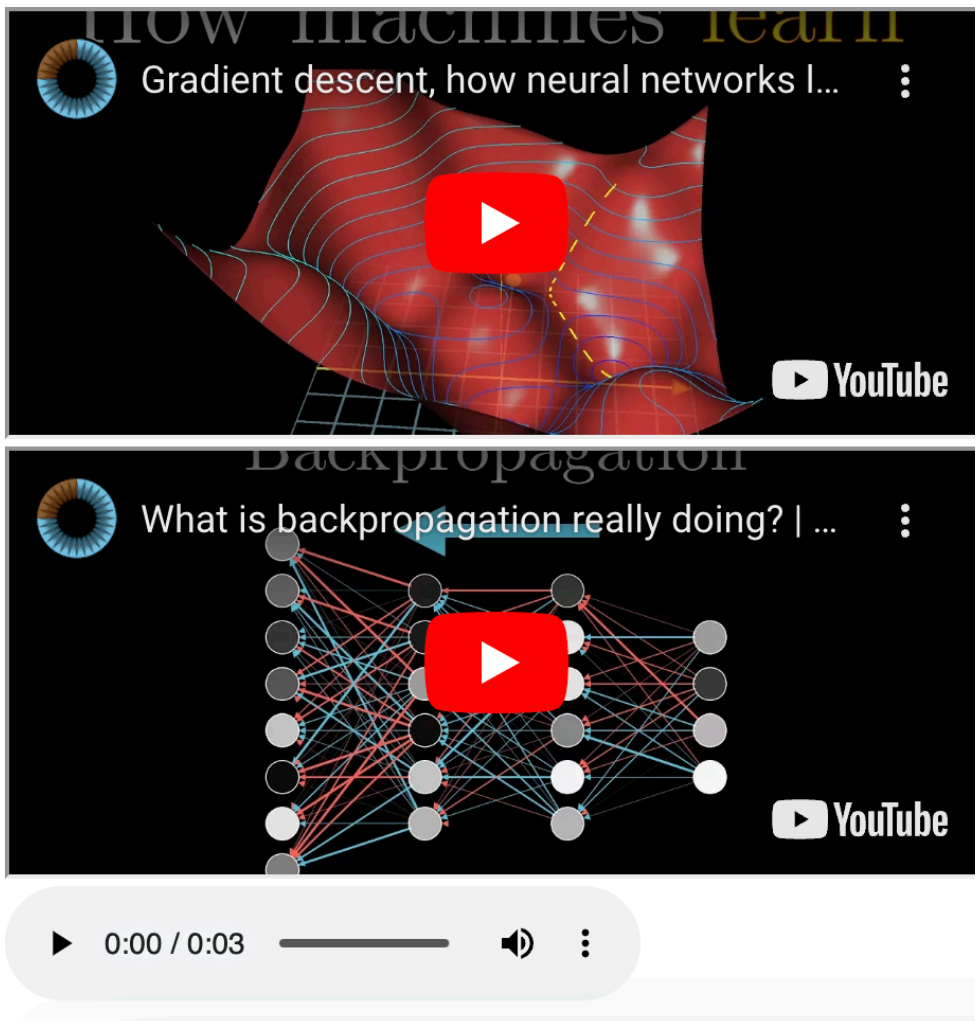 How machines learn
Gradient descent, how neural networks l...
YouTube
Backpropagation
What is backpropagation really doing? | ...
YouTube
0:00 / 0:03